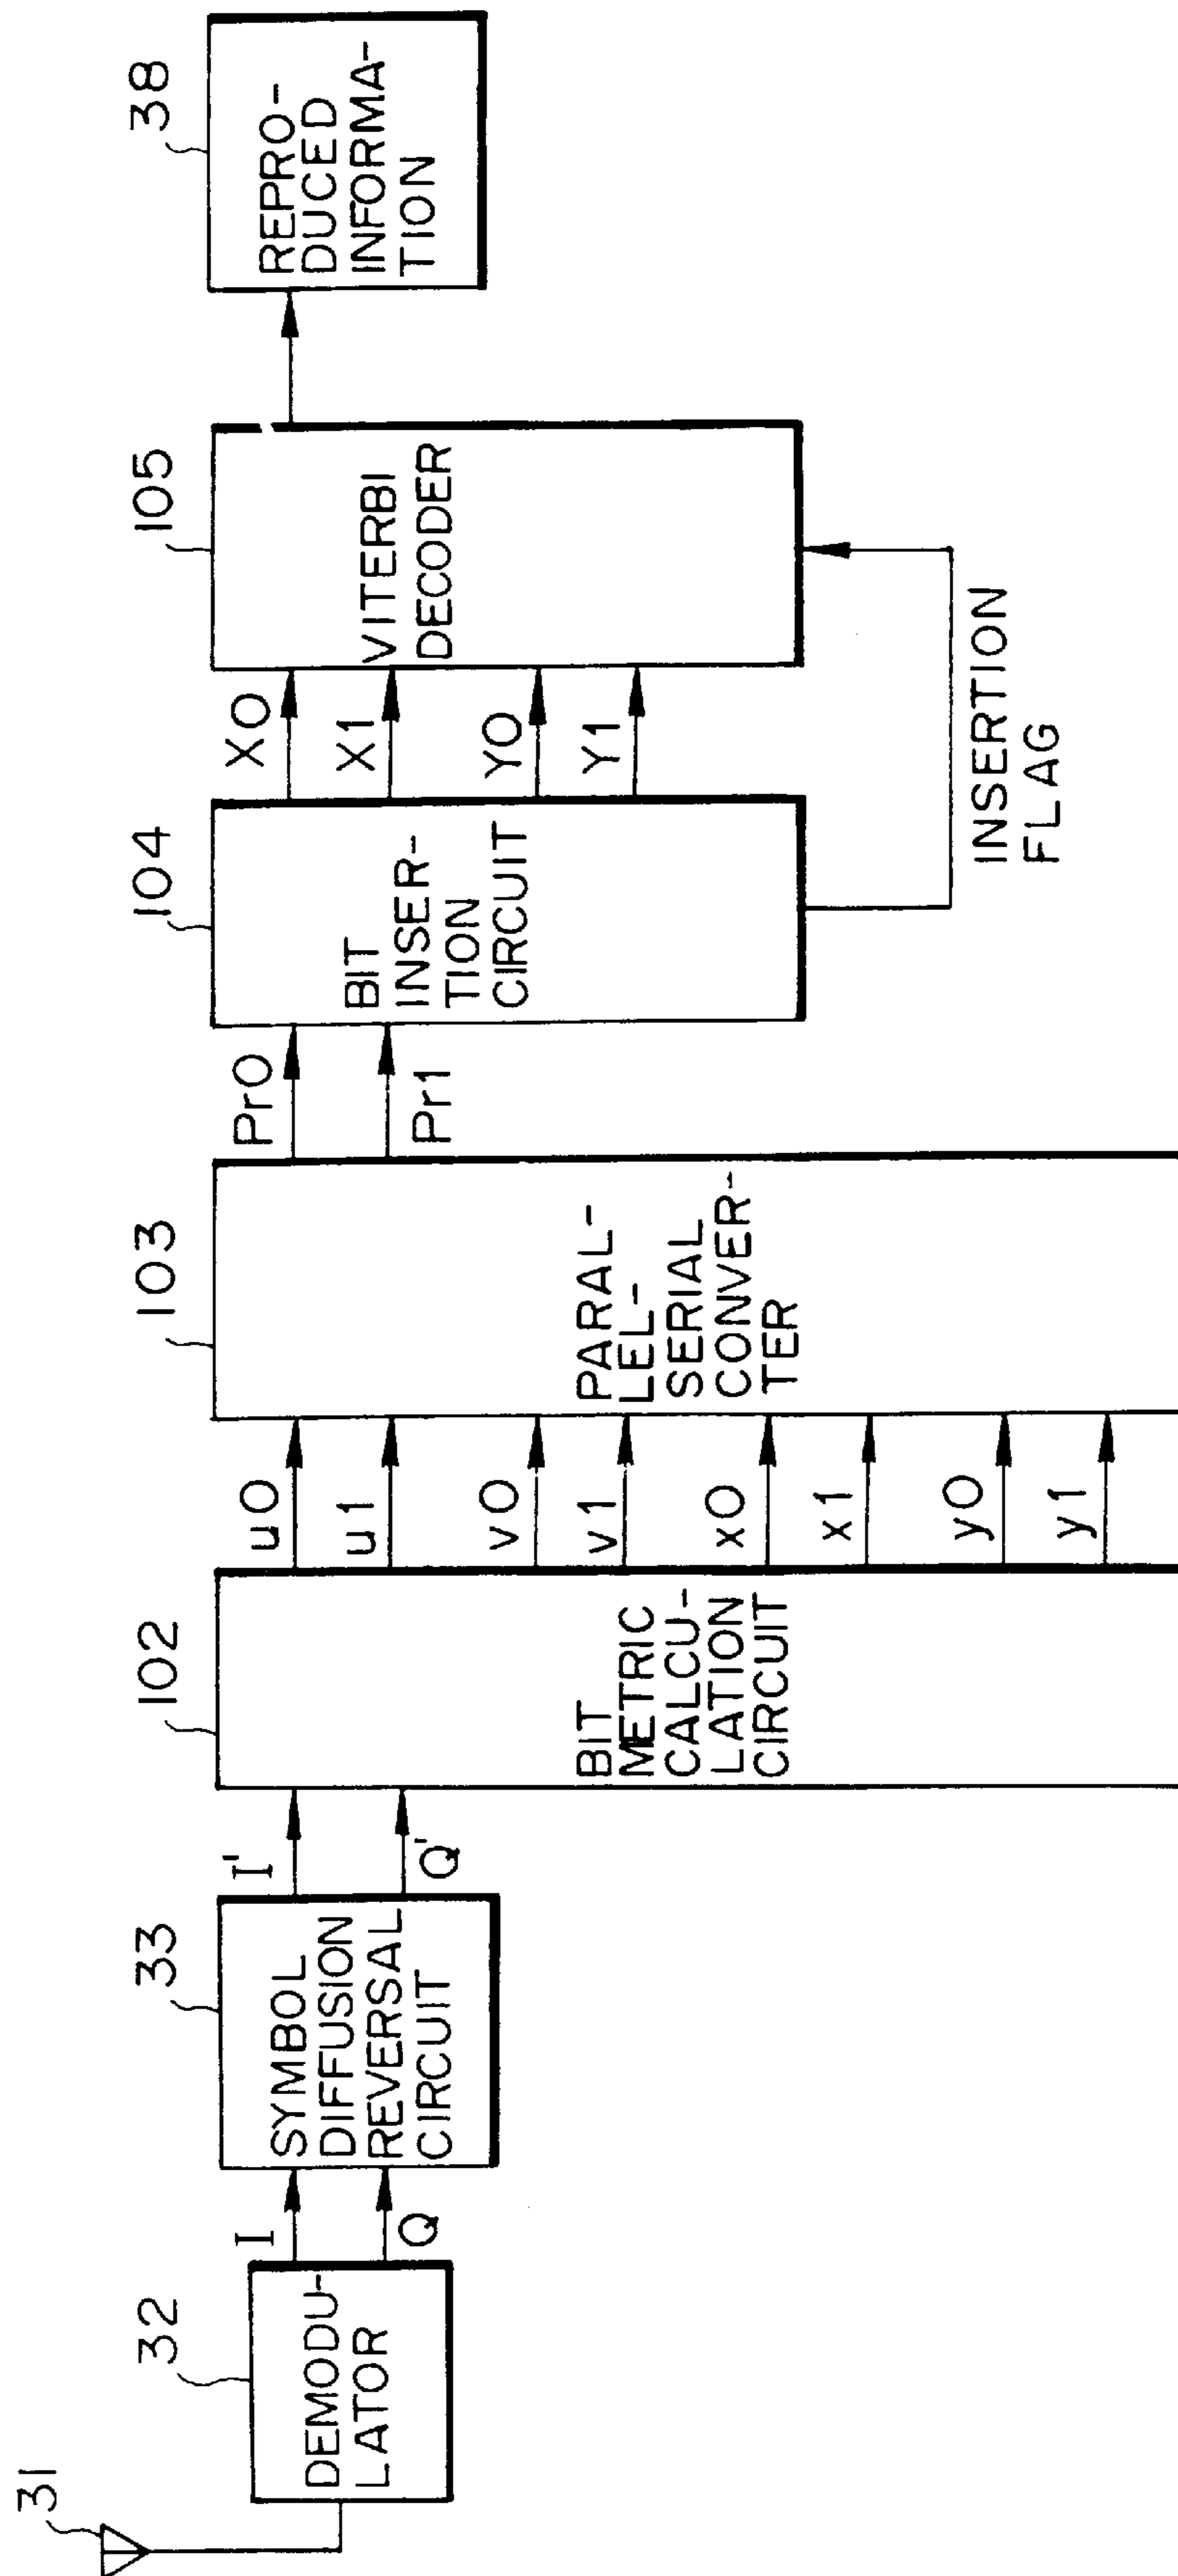 31
32
DEMODU-
LATOR
I
Q
33
SYMBOL
DIFFUSION
REVERSAL
CIRCUIT
I'
Q'
102
BIT
METRIC
CALCU-
LATION
CIRCUIT
u0
u1
v0
v1
x0
x1
y0
y1
103
PARAL-
LEL-
SERIAL
CONVER-
TER
Pr0
Pr1
104
BIT
INSER-
TION
CIRCUIT
X0
X1
Y0
Y1
INSERTION
FLAG
105
VITERBI
DECODER
38
REPRO-
DUCED
INFORMA-
TION